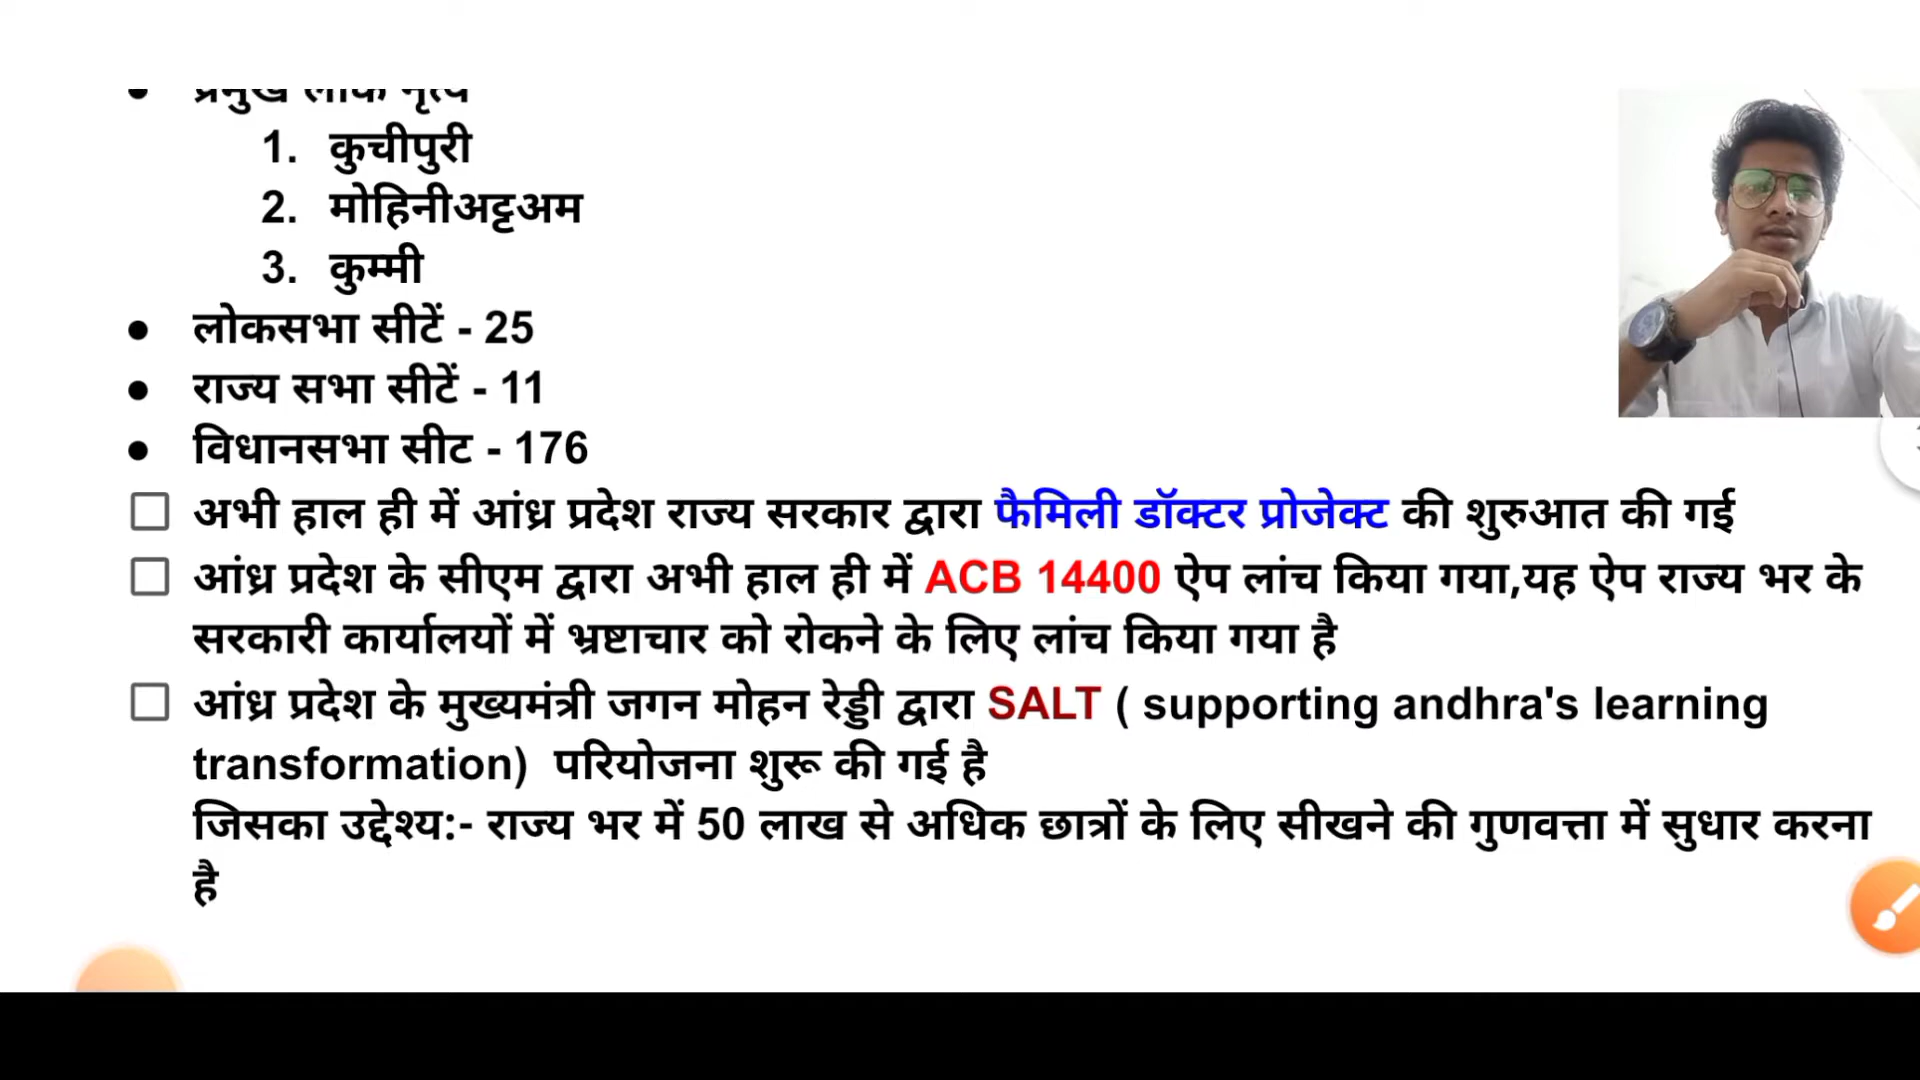 प्रमुख लोक नृत्य
1. कुचीपुरी
2. मोहिनीअट्टअम
3. कुम्मी
लोकसभा सीटें - 25
राज्य सभा सीटें - 11
विधानसभा सीट - 176
अभी हाल ही में आंध्र प्रदेश राज्य सरकार द्वारा फैमिली डॉक्टर प्रोजेक्ट की शुरुआत की गई
आंध्र प्रदेश के सीएम द्वारा अभी हाल ही में ACB 14400 ऐप लांच किया गया,यह ऐप राज्य भर के
सरकारी कार्यालयों में भ्रष्टाचार को रोकने के लिए लांच किया गया है
आंध्र प्रदेश के मुख्यमंत्री जगन मोहन रेड्डी द्वारा SALT ( supporting andhra's learning
transformation) परियोजना शुरू की गई है
जिसका उद्देश्य:- राज्य भर में 50 लाख से अधिक छात्रों के लिए सीखने की गुणवत्ता में सुधार करना
है